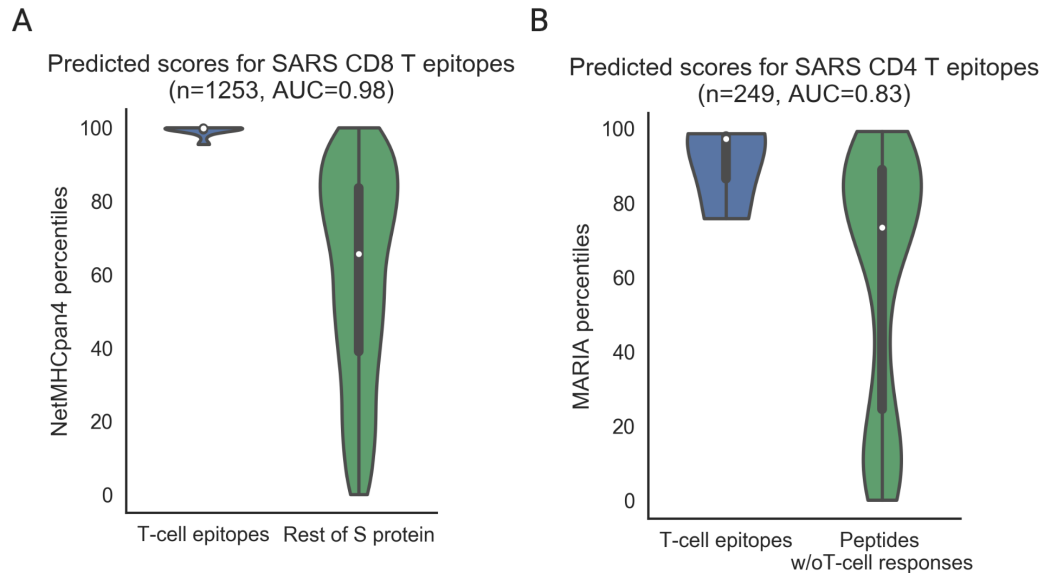 A
Predicted scores for SARS CD8 T epitopes
(n=1253, AUC=0.98)
NetMHCpan4 percentiles
100
80
60
40
20
0
T-cell epitopes
Rest of S protein
B
Predicted scores for SARS CD4 T epitopes
(n=249, AUC=0.83)
MARIA percentiles
100
80
60
40
20
0
T-cell epitopes
Peptides
w/oT-cell responses